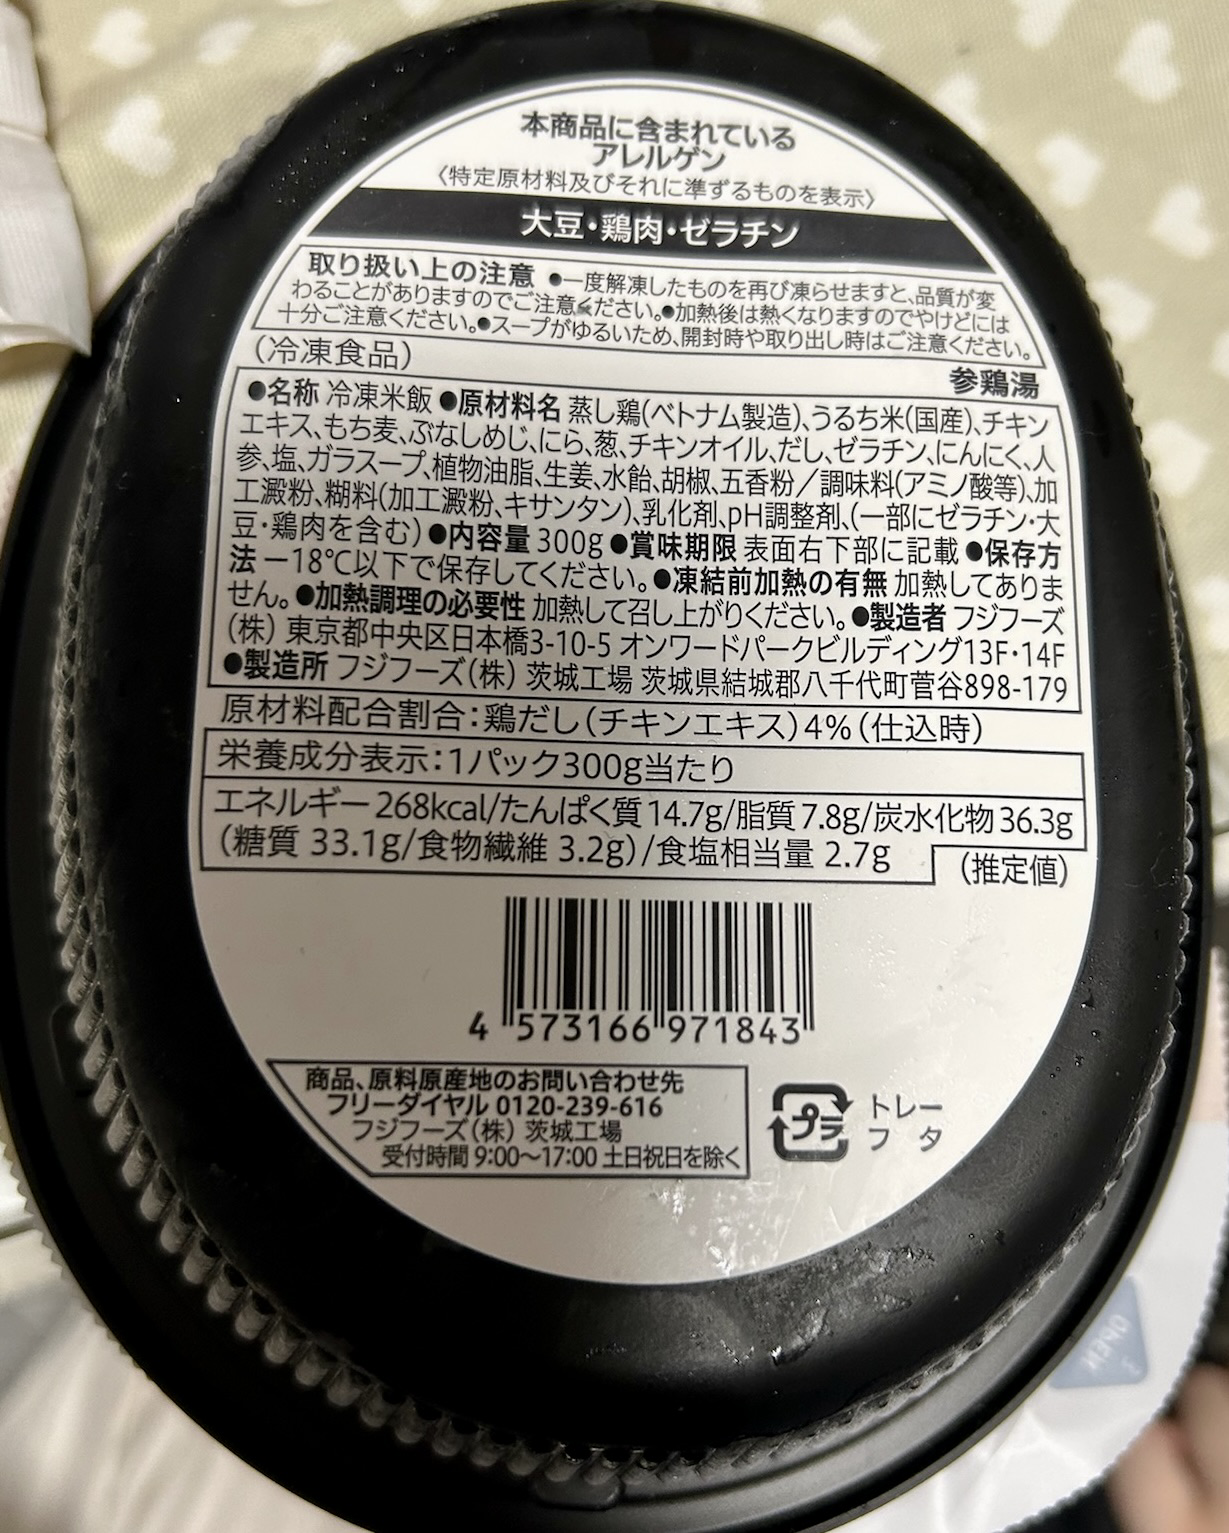 本商品に含まれている
アレルゲン
〈特定原材料及びそれに準ずるものを表示〉
大豆・鶏肉・ゼラチン
取り扱い上の注意 ●一度解凍したものを再び凍らせますと、品質が変
わることがありますのでご注意ください。●加熱後は熱くなりますのでやけどには
十分ご注意ください。●スープがゆるいため、開封時や取り出し時はご注意ください。
(冷凍食品)
参鶏湯
●名称 冷凍米飯 ●原材料名 蒸し鶏(ベトナム製造)、うるち米(国産)、チキン
エキス、もち麦、ぶなしめじ、にら、葱、チキンオイル、だし、ゼラチン、にんにく、人
参、塩、ガラスープ、植物油脂、生姜、水飴、胡椒、五香粉／調味料(アミノ酸等)、加
工澱粉、糊料(加工澱粉、キサンタン)、乳化剤、pH調整剤、(一部にゼラチン・大
豆・鶏肉を含む) ●内容量 300g ●賞味期限 表面右下部に記載 ●保存方
法 －18℃以下で保存してください。●凍結前加熱の有無 加熱してありま
せん。●加熱調理の必要性 加熱して召し上がりください。●製造者 フジフーズ
(株) 東京都中央区日本橋3-10-5 オンワードパークビルディング13F・14F
●製造所 フジフーズ(株) 茨城工場 茨城県結城郡八千代町菅谷898-179
原材料配合割合：鶏だし(チキンエキス)4％(仕込時)
栄養成分表示：1パック300g当たり
エネルギー 268kcal/たんぱく質 14.7g/脂質 7.8g/炭水化物 36.3g
(糖質 33.1g/食物繊維 3.2g)/食塩相当量 2.7g
(推定値)
4 573166 971843
商品、原料原産地のお問い合わせ先
フリーダイヤル 0120-239-616
フジフーズ(株) 茨城工場
受付時間 9:00～17:00 土日祝日を除く
プラ
トレー
フタ
OPEN